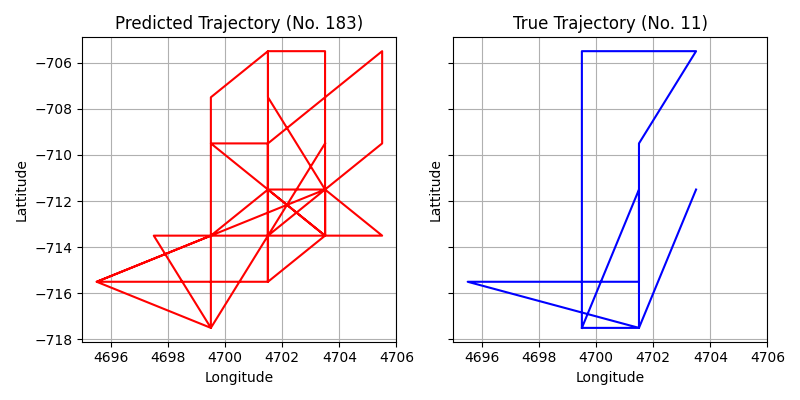 Predicted Trajectory (No. 183)
True Trajectory (No. 11)
Lattitude
−706
−708
−710
−712
−714
−716
−718
4696 4698 4700 4702 4704 4706
Longitude
Lattitude
4696 4698 4700 4702 4704 4706
Longitude